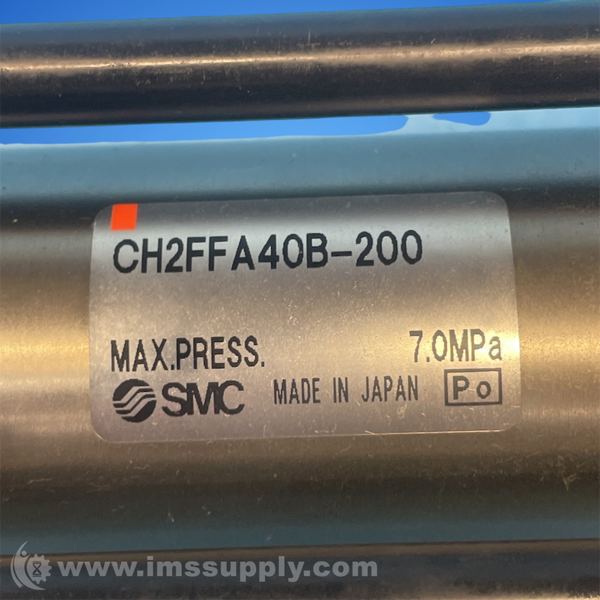 CH2FFA40B-200
MAX.PRESS. 7.0MPa
SMC MADE IN JAPAN Po
www.imssupply.com